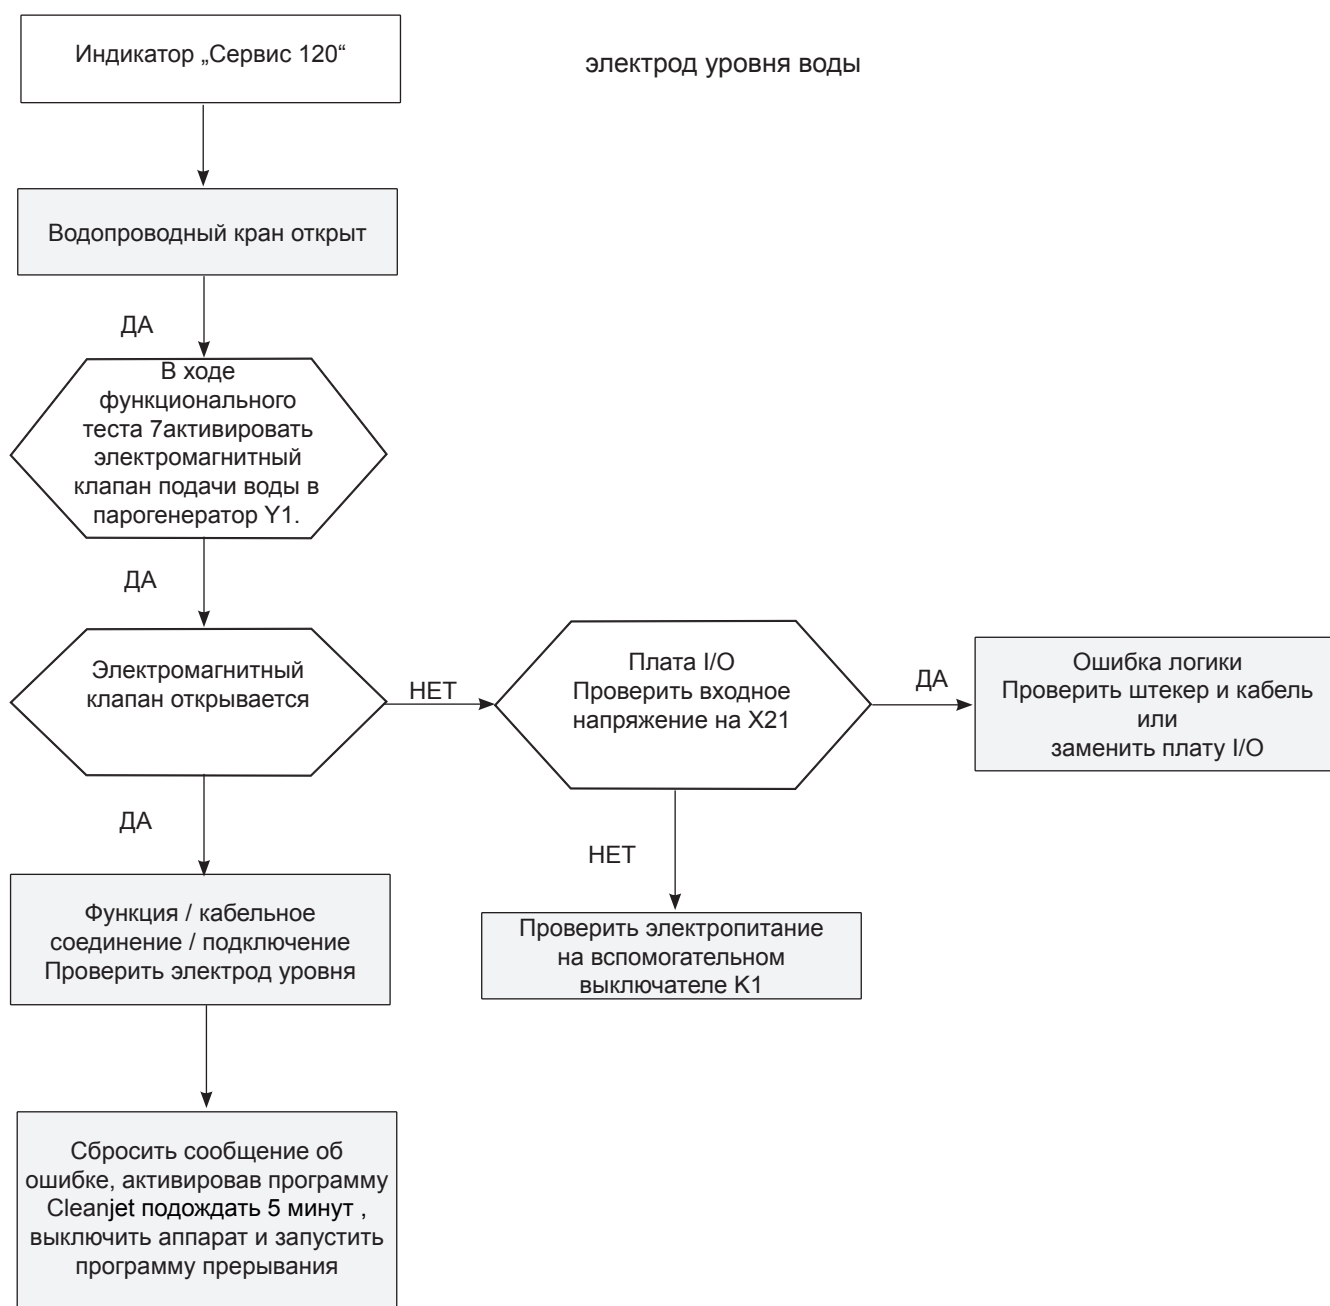 Индикатор „Сервис 120“
электрод уровня воды
Водопроводный кран открыт
ДА
В ходе
функционального
теста 7активировать
электромагнитный
клапан подачи воды в
парогенератор Y1.
ДА
Электромагнитный
клапан открывается
НЕТ
Плата I/O
Проверить входное
напряжение на X21
ДА
Ошибка логики
Проверить штекер и кабель
или
заменить плату I/O
ДА
НЕТ
Функция / кабельное
соединение / подключение
Проверить электрод уровня
Проверить электропитание
на вспомогательном
выключателе K1
Сбросить сообщение об
ошибке, активировав программу
Cleanjet подождать 5 минут ,
выключить аппарат и запустить
программу прерывания